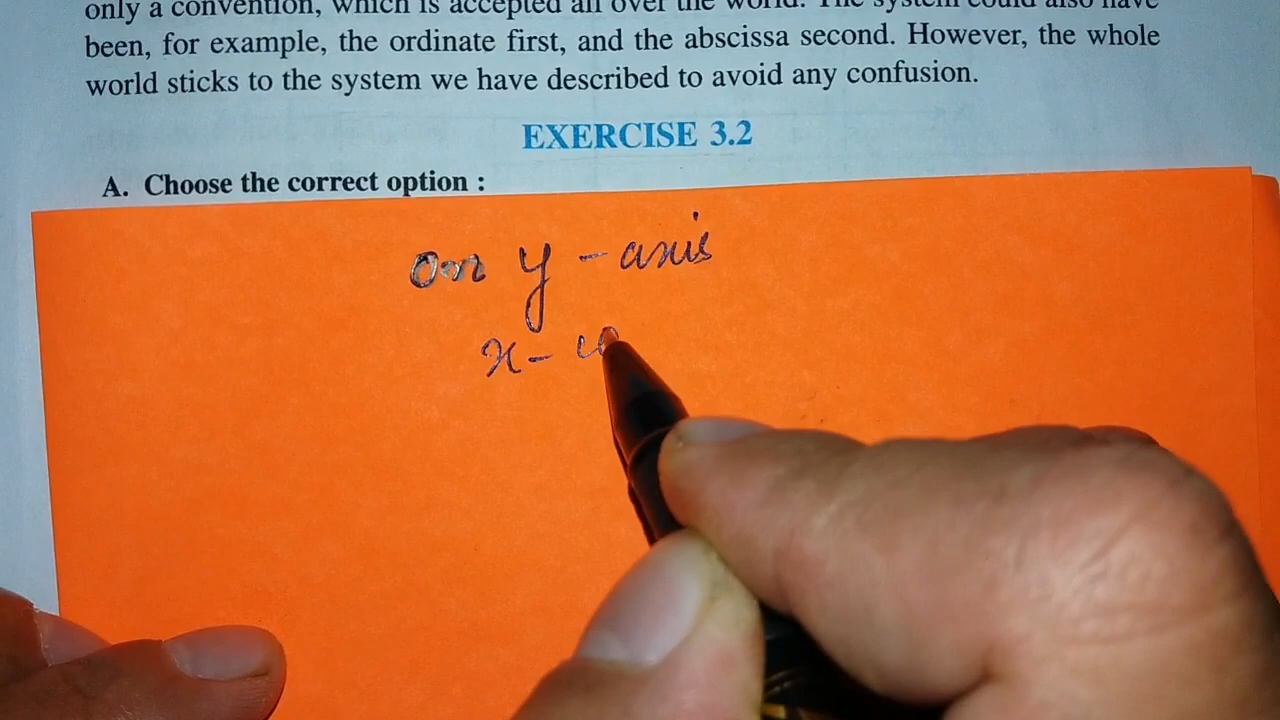 only a convention, which is accepted all over the world. The system could also have
been, for example, the ordinate first, and the abscissa second. However, the whole
world sticks to the system we have described to avoid any confusion.
EXERCISE 3.2
A. Choose the correct option :
On y - axis
x - co